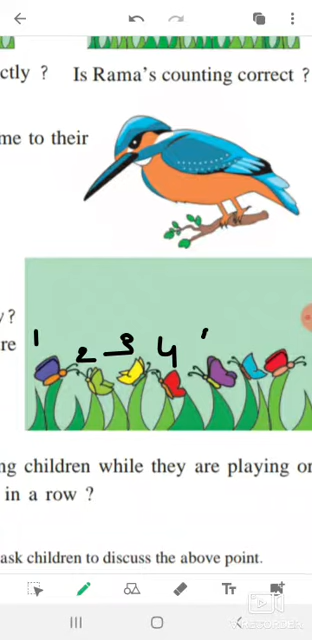 ctly ? Is Rama's counting correct ?
me to their
y?
re
1 2 3 4
ng children while they are playing or
in a row ?
ask children to discuss the above point.
Tт